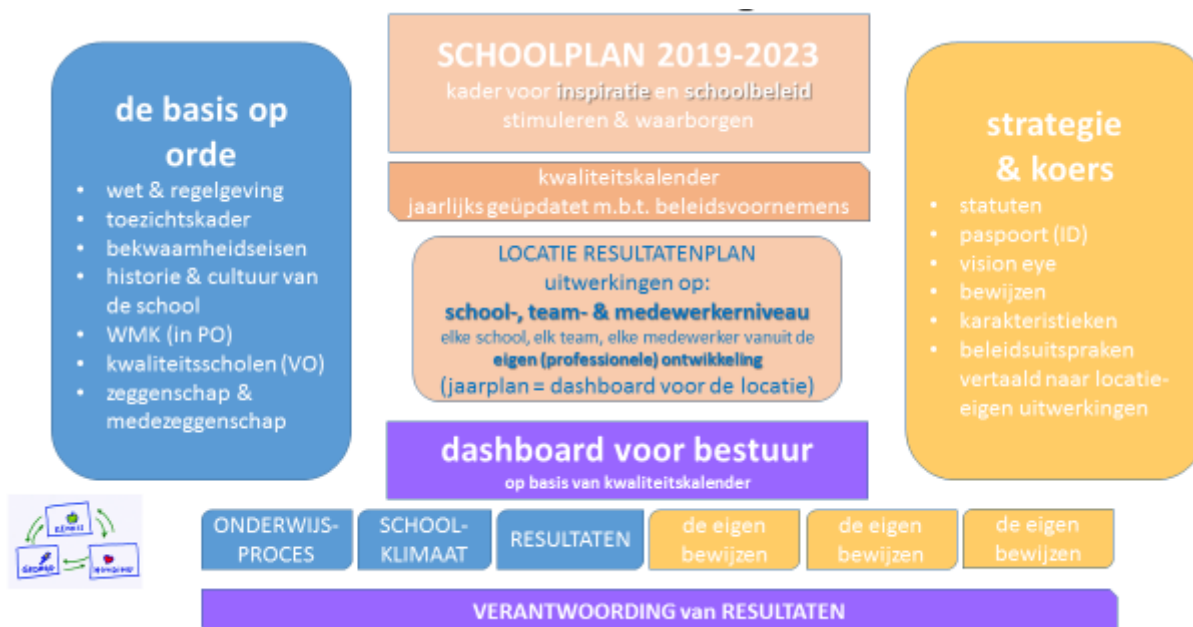 de basis op
orde
• wet & regelgeving
• toezichtskader
• bekwaamheidseisen
• historie & cultuur van
de school
• WMK (in PO)
• kwaliteitsscholen (VO)
• zeggenschap &
medezeggenschap
SCHOOLPLAN 2019-2023
kader voor inspiratie en schoolbeleid
stimuleren & waarborgen
kwaliteitskalender
jaarlijks geüpdatet m.b.t. beleidsvoornemens
LOCATIE RESULTATENPLAN
uitwerkingen op:
school-, team- & medewerkerniveau
elke school, elk team, elke medewerker vanuit de
eigen (professionele) ontwikkeling
(jaarplan = dashboard voor de locatie)
dashboard voor bestuur
op basis van kwaliteitskalender
strategie
& koers
• statuten
• paspoort (ID)
• vision eye
• bewijzen
• karakteristieken
• beleidsuitspraken
vertaald naar locatie-
eigen uitwerkingen
KENNIS
GEDRAG
HOUDING
ONDERWIJS-
PROCES
SCHOOL-
KLIMAAT
RESULTATEN
de eigen
bewijzen
de eigen
bewijzen
de eigen
bewijzen
VERANTWOORDING van RESULTATEN